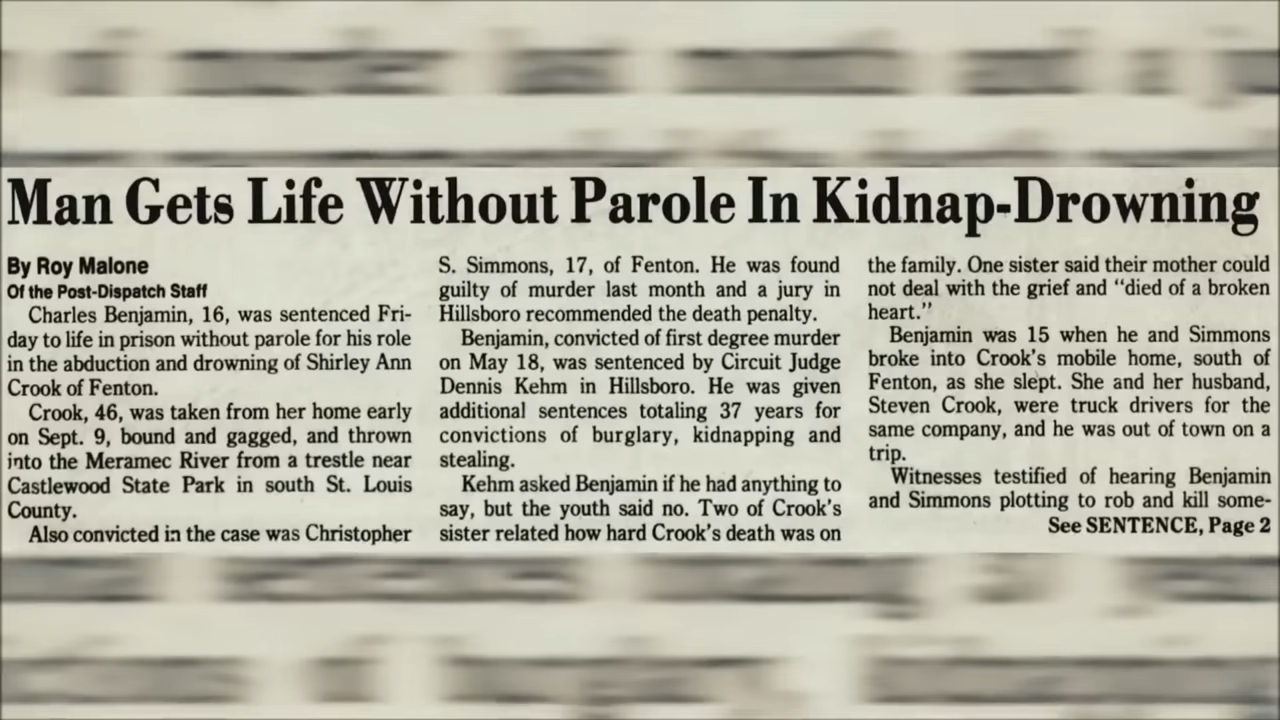 Man Gets Life Without Parole In Kidnap-Drowning
By Roy Malone
Of the Post-Dispatch Staff
Charles Benjamin, 16, was sentenced Fri-
day to life in prison without parole for his role
in the abduction and drowning of Shirley Ann
Crook of Fenton.
Crook, 46, was taken from her home early
on Sept. 9, bound and gagged, and thrown
into the Meramec River from a trestle near
Castlewood State Park in south St. Louis
County.
Also convicted in the case was Christopher
S. Simmons, 17, of Fenton. He was found
guilty of murder last month and a jury in
Hillsboro recommended the death penalty.
Benjamin, convicted of first degree murder
on May 18, was sentenced by Circuit Judge
Dennis Kehm in Hillsboro. He was given
additional sentences totaling 37 years for
convictions of burglary, kidnapping and
stealing.
Kehm asked Benjamin if he had anything to
say, but the youth said no. Two of Crook's
sister related how hard Crook's death was on
the family. One sister said their mother could
not deal with the grief and “died of a broken
heart.”
Benjamin was 15 when he and Simmons
broke into Crook's mobile home, south of
Fenton, as she slept. She and her husband,
Steven Crook, were truck drivers for the
same company, and he was out of town on a
trip.
Witnesses testified of hearing Benjamin
and Simmons plotting to rob and kill some-
See SENTENCE, Page 2